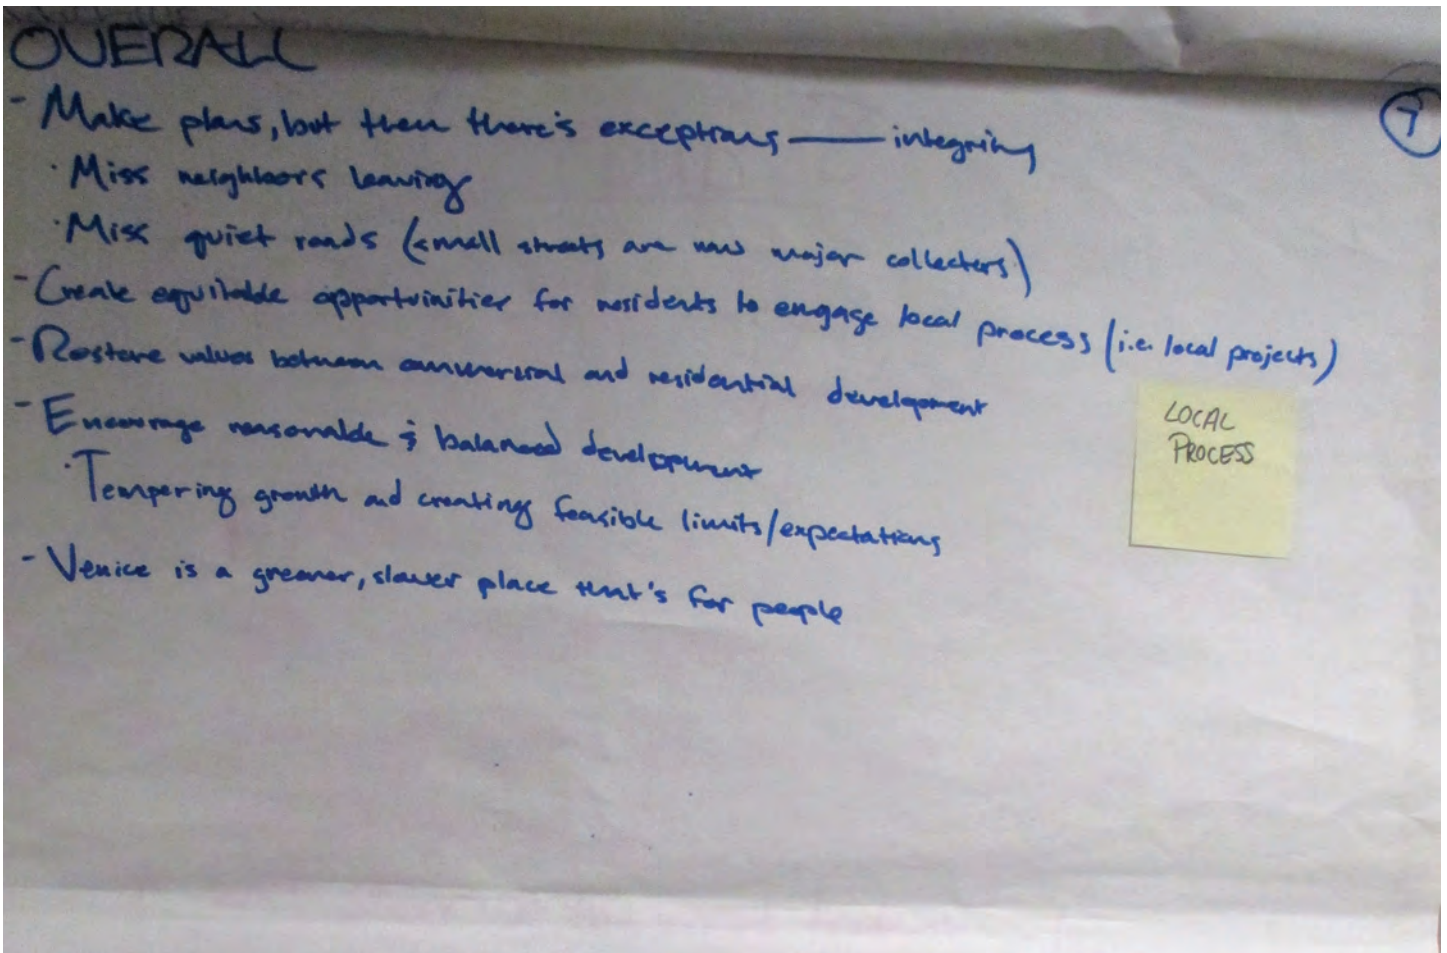 OVERALL
7
- Make plans, but then there's exceptions — integrity
· Miss neighbors leaving
· Miss quiet roads (small streets are now major collecters)
- Create equitable opportuinities for residents to engage local process (i.e. local projects)
- Restore values between commercial and residential development
- Encourage reasonable & balanced development
· Tempering growth and creating feasible limits/expectations
- Venice is a greener, slower place that's for people
LOCAL
PROCESS